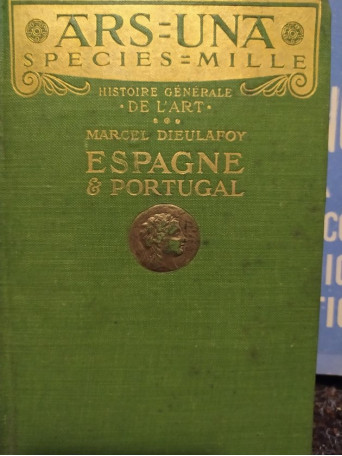 ARS=UNA
SPECIES=MILLE
HISTOIRE GÉNÉRALE
·DE L'ART·
MARCEL DIEULAFOY
ESPAGNE
& PORTUGAL